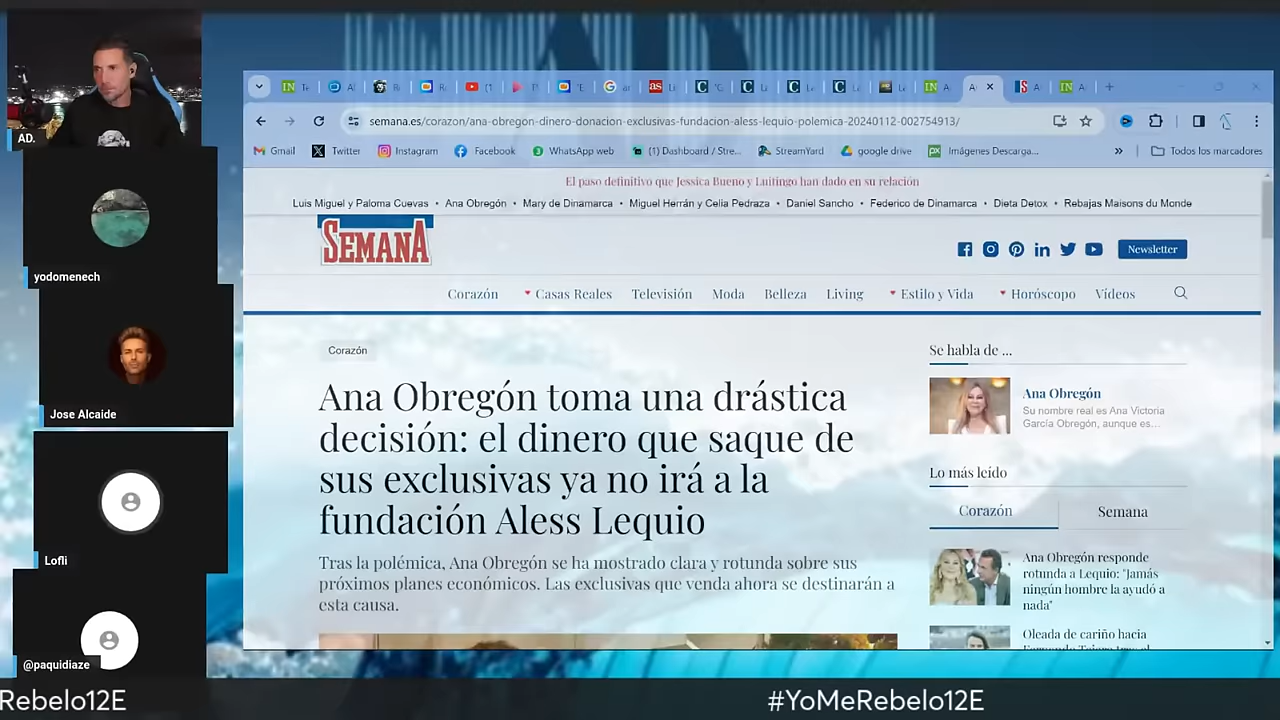 AD.
yodomenech
Jose Alcaide
Lofli
@paquidiaze
semana.es/corazon/ana-obregon-dinero-donacion-exclusivas-fundacion-aless-lequio-polemica-20240112-002754913/
Gmail
Twitter
Instagram
Facebook
WhatsApp web
(1) Dashboard / Stre...
StreamYard
google drive
Imágenes Descarga...
»
Todos los marcadores
El paso definitivo que Jessica Bueno y Luitingo han dado en su relación
Luis Miguel y Paloma Cuevas • Ana Obregón • Mary de Dinamarca • Miguel Herrán y Celia Pedraza • Daniel Sancho • Federico de Dinamarca • Dieta Detox • Rebajas Maisons du Monde
SEMANA
Newsletter
Corazón Casas Reales Televisión Moda Belleza Living Estilo y Vida Horóscopo Vídeos
Corazón
Ana Obregón toma una drástica
decisión: el dinero que saque de
sus exclusivas ya no irá a la
fundación Aless Lequio
Tras la polémica, Ana Obregón se ha mostrado clara y rotunda sobre sus
próximos planes económicos. Las exclusivas que venda ahora se destinarán a
esta causa.
Se habla de ...
Ana Obregón
Su nombre real es Ana Victoria
García Obregón, aunque es...
Lo más leído
Corazón Semana
Ana Obregón responde
rotunda a Lequio: "Jamás
ningún hombre la ayudó a
nada"
Oleada de cariño hacia
Rebelo12E
#YoMeRebelo12E